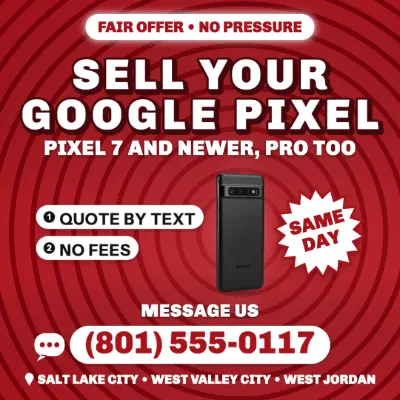 FAIR OFFER • NO PRESSURE
SELL YOUR
GOOGLE PIXEL
PIXEL 7 AND NEWER, PRO TOO
1 QUOTE BY TEXT
2 NO FEES
SAME
DAY
MESSAGE US
(801) 555-0117
SALT LAKE CITY • WEST VALLEY CITY • WEST JORDAN